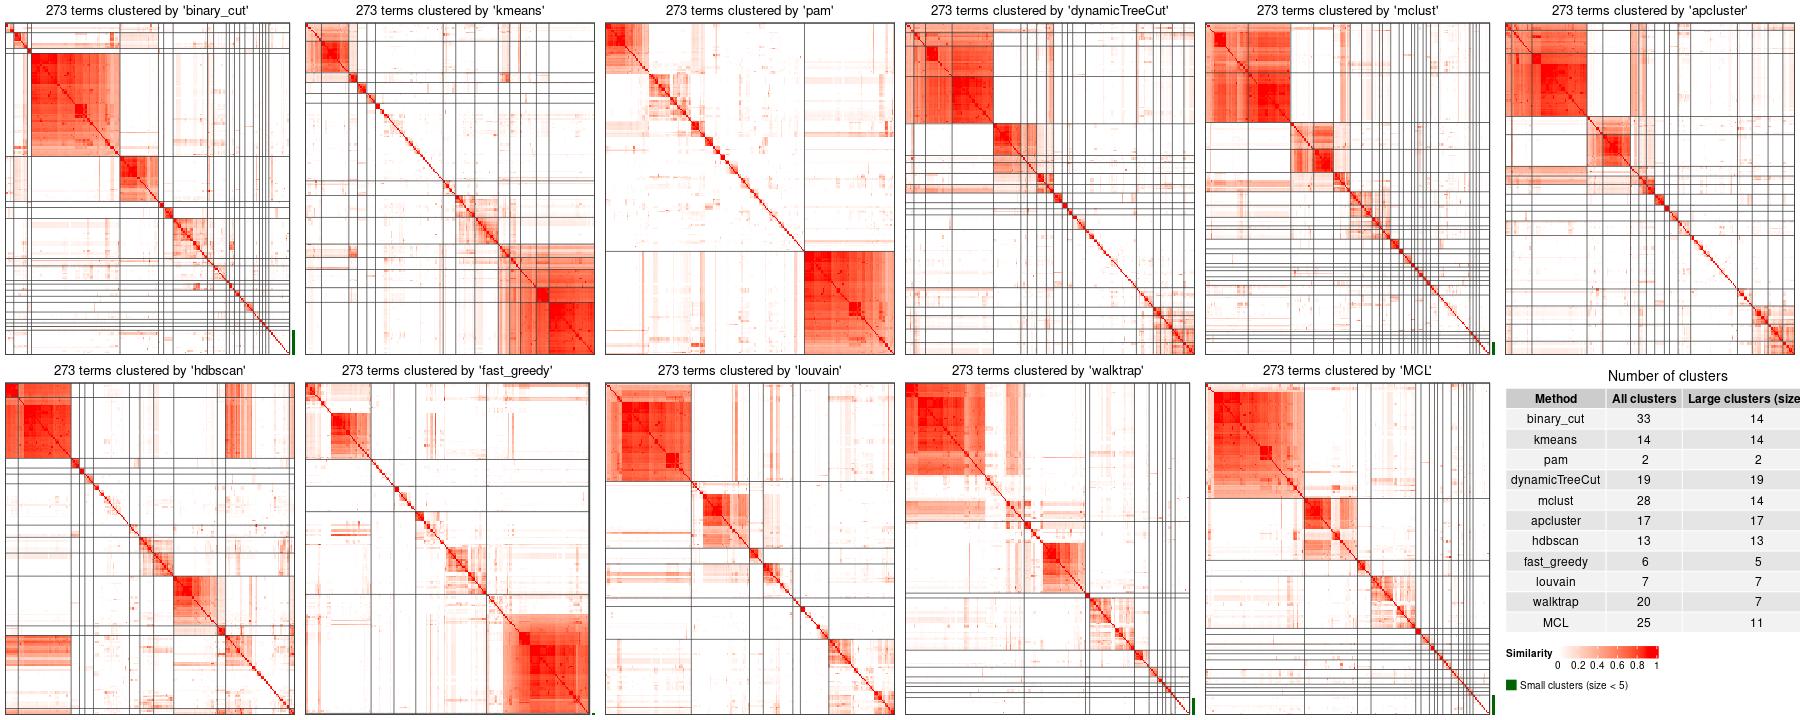 273 terms clustered by 'binary_cut'
273 terms clustered by 'kmeans'
273 terms clustered by 'pam'
273 terms clustered by 'dynamicTreeCut'
273 terms clustered by 'mclust'
273 terms clustered by 'apcluster'
273 terms clustered by 'hdbscan'
273 terms clustered by 'fast_greedy'
273 terms clustered by 'louvain'
273 terms clustered by 'walktrap'
273 terms clustered by 'MCL'
Number of clusters
Method All clusters Large clusters (size
binary_cut 33 14
kmeans 14 14
pam 2 2
dynamicTreeCut 19 19
mclust 28 14
apcluster 17 17
hdbscan 13 13
fast_greedy 6 5
louvain 7 7
walktrap 20 7
MCL 25 11
Similarity
0 0.2 0.4 0.6 0.8 1
Small clusters (size < 5)